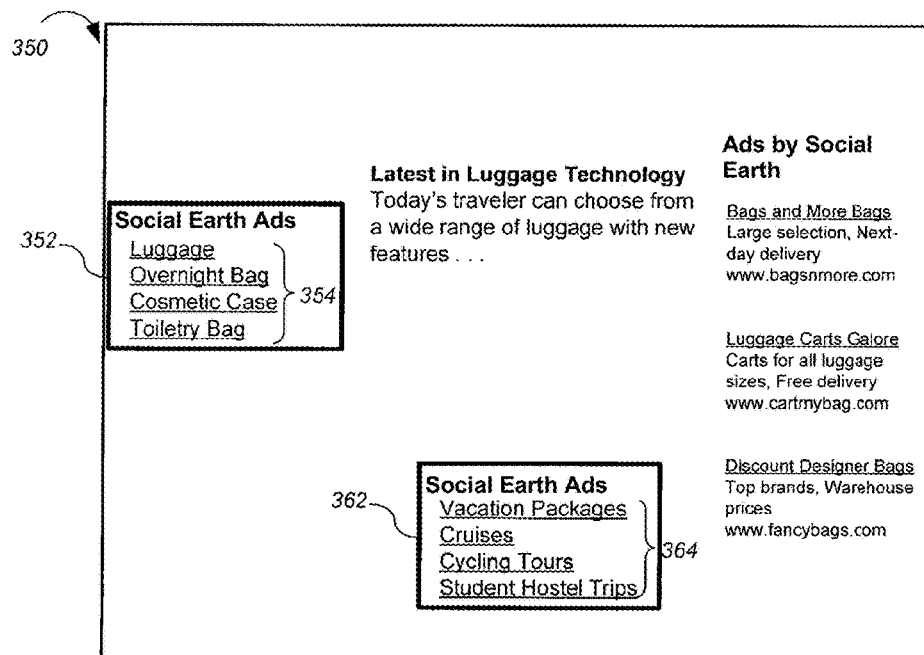 350
352
Social Earth Ads
Luggage
Overnight Bag
Cosmetic Case
Toiletry Bag
354
Latest in Luggage Technology
Today's traveler can choose from
a wide range of luggage with new
features . . .
362
Social Earth Ads
Vacation Packages
Cruises
Cycling Tours
Student Hostel Trips
364
Ads by Social
Earth
Bags and More Bags
Large selection, Next-
day delivery
www.bagsnmore.com
Luggage Carts Galore
Carts for all luggage
sizes, Free delivery
www.cartmybag.com
Discount Designer Bags
Top brands, Warehouse
prices
www.fancybags.com